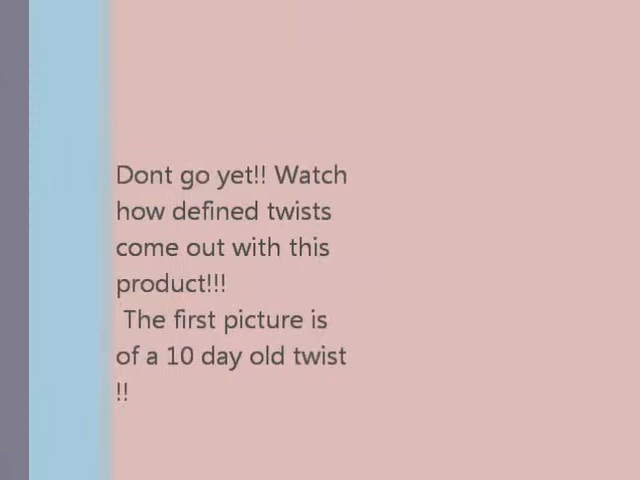 Dont go yet!! Watch
how defined twists
come out with this
product!!!
The first picture is
of a 10 day old twist
!!